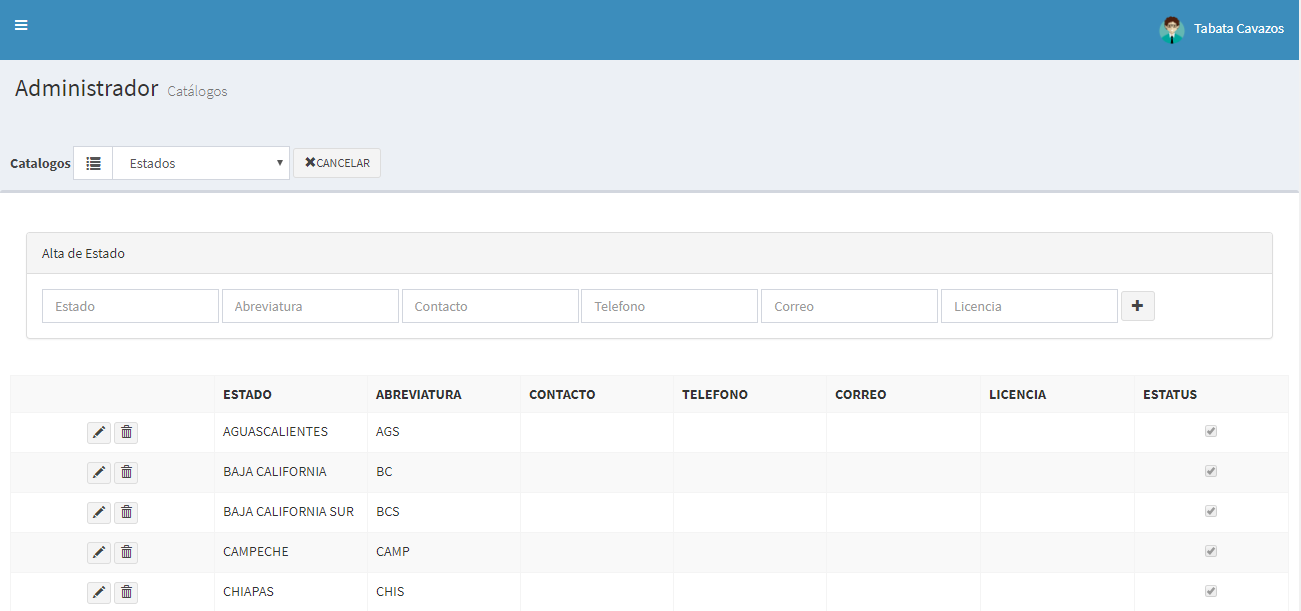 Tabata Cavazos
Administrador Catálogos
Catalogos Estados CANCELAR
Alta de Estado
Estado Abreviatura Contacto Telefono Correo Licencia
ESTADO ABREVIATURA CONTACTO TELEFONO CORREO LICENCIA ESTATUS
AGUASCALIENTES AGS
BAJA CALIFORNIA BC
BAJA CALIFORNIA SUR BCS
CAMPECHE CAMP
CHIAPAS CHIS